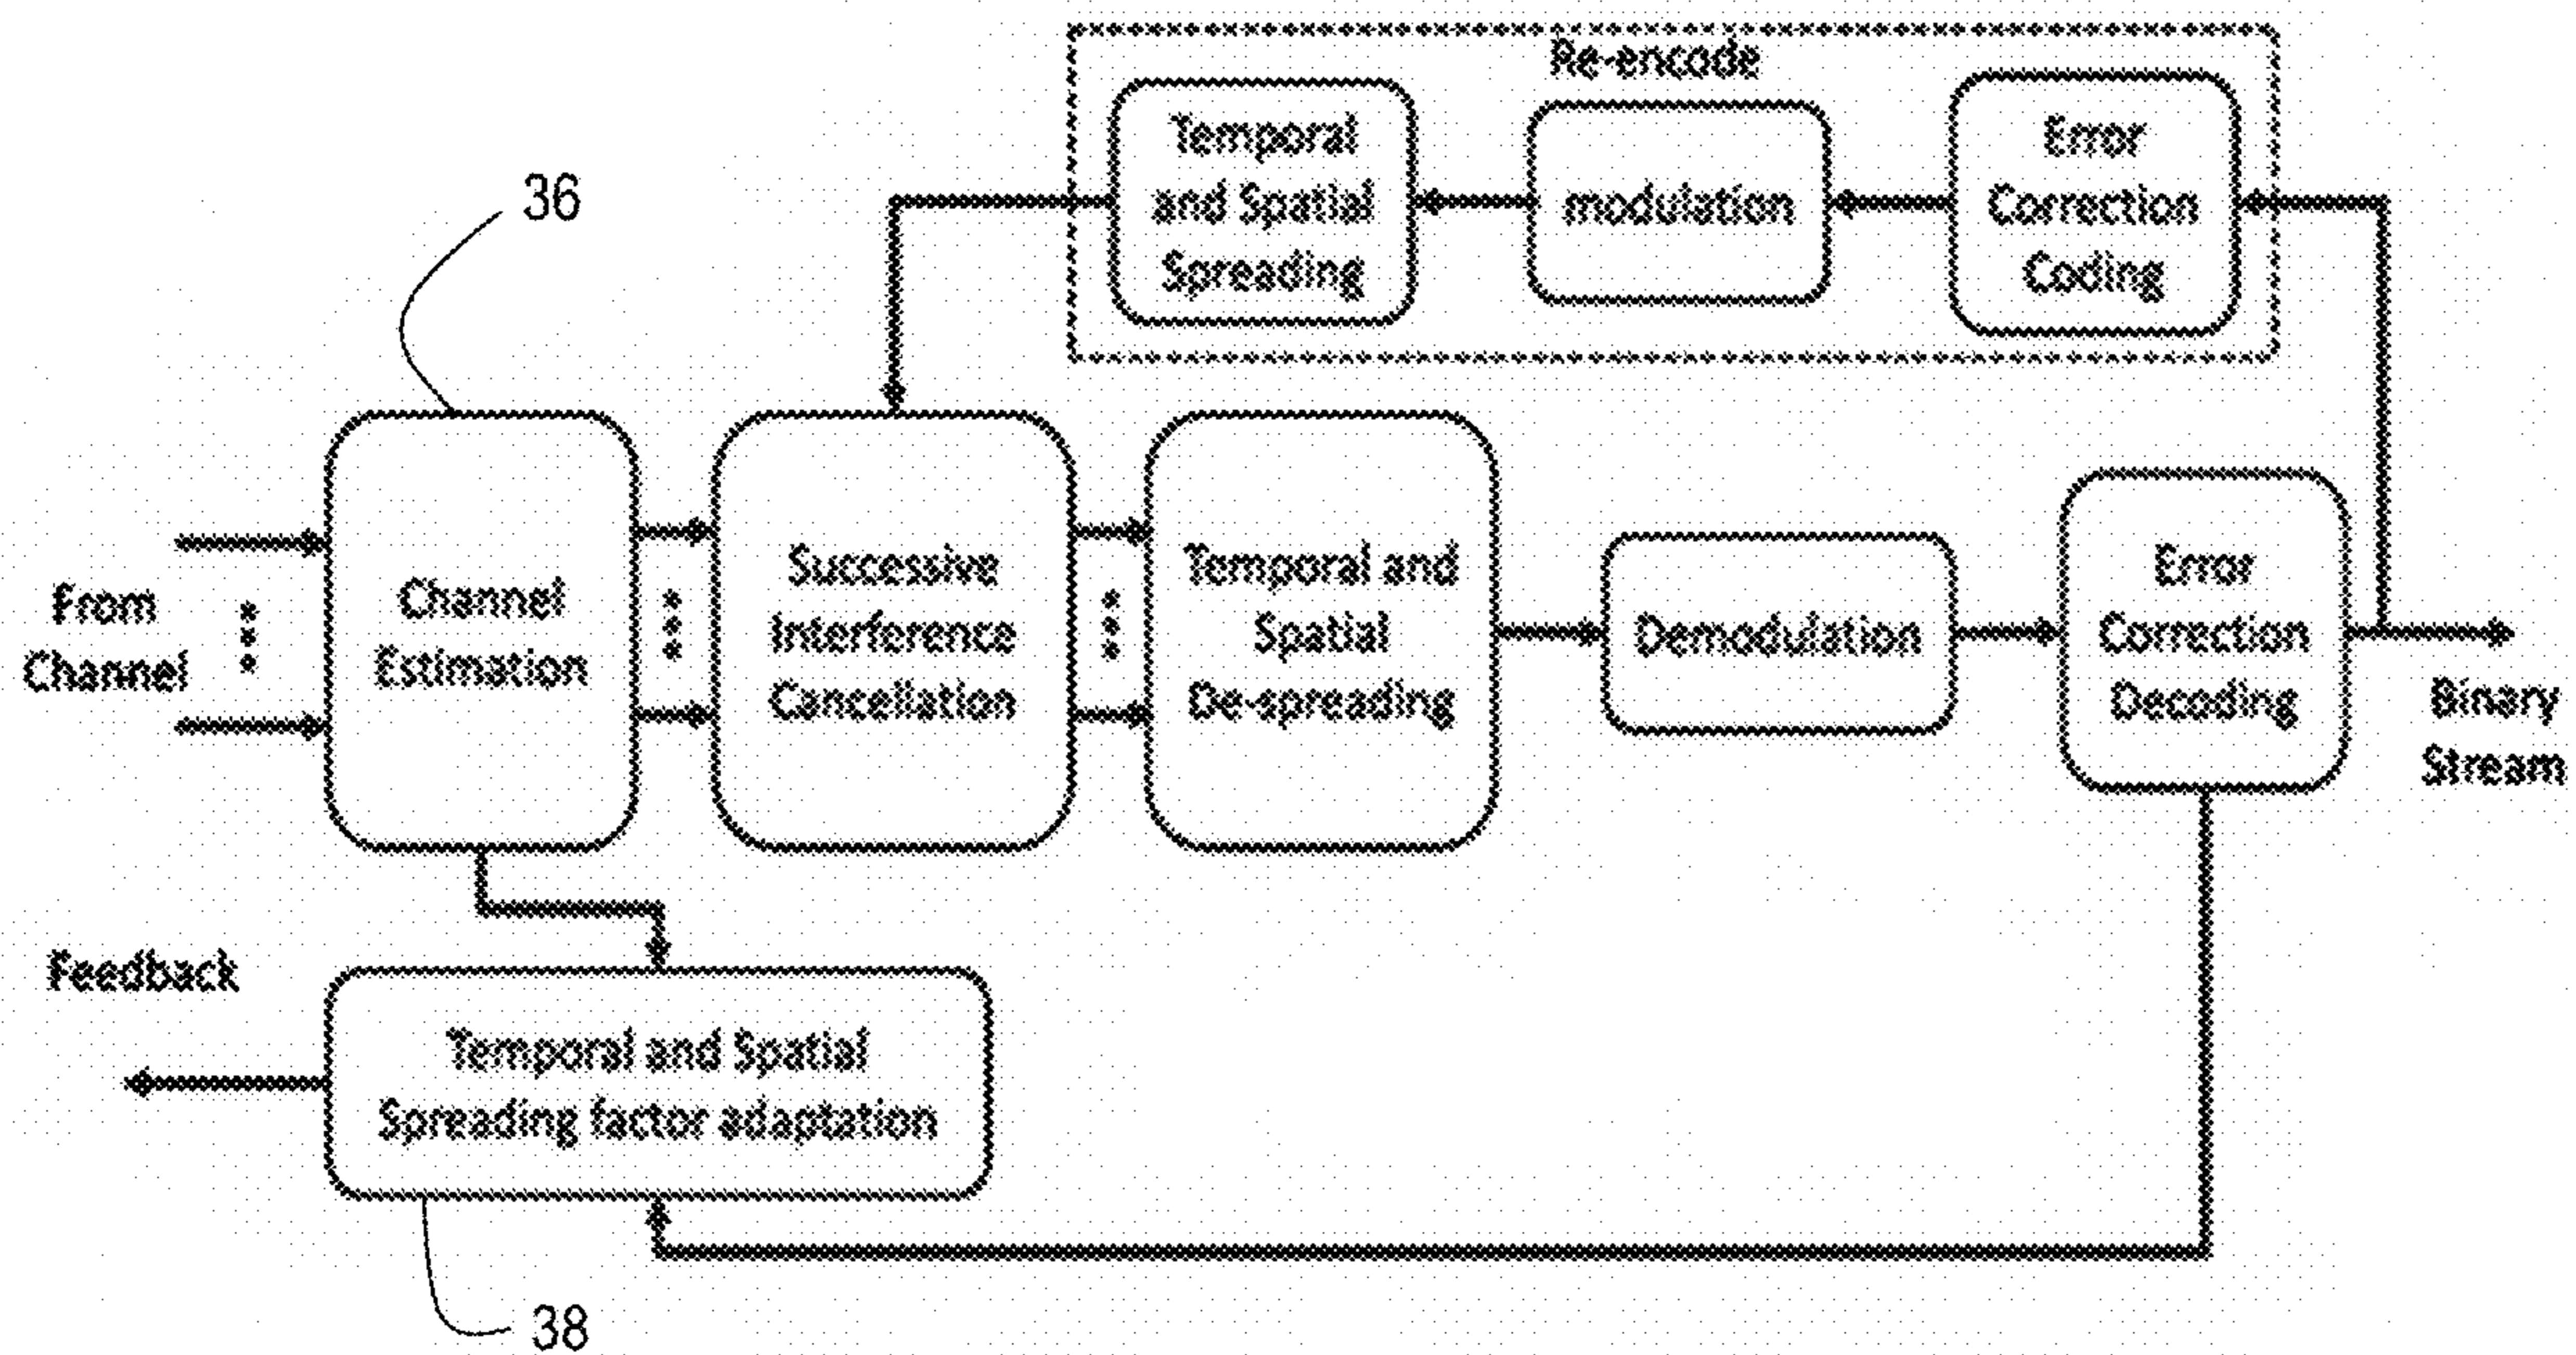 Re-encode
Temporal
and Spatial
Spreading
modulation
Error
Correction
Coding
36
From
Channel
Channel
Estimation
Successive
Interference
Cancellation
Temporal and
Spatial
De-spreading
Demodulation
Error
Correction
Decoding
Binary
Stream
Feedback
Temporal and Spatial
Spreading factor adaptation
38